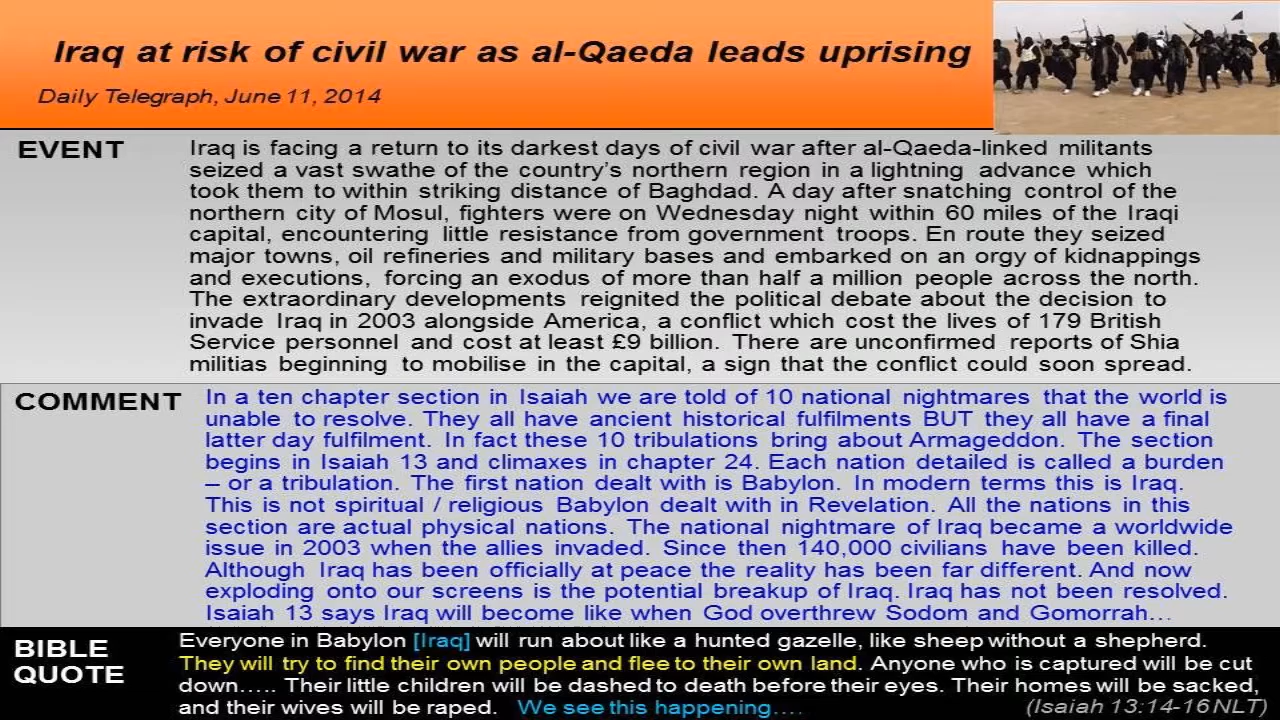 Iraq at risk of civil war as al-Qaeda leads uprising
Daily Telegraph, June 11, 2014
EVENT
Iraq is facing a return to its darkest days of civil war after al-Qaeda-linked militants
seized a vast swathe of the country's northern region in a lightning advance which
took them to within striking distance of Baghdad. A day after snatching control of the
northern city of Mosul, fighters were on Wednesday night within 60 miles of the Iraqi
capital, encountering little resistance from government troops. En route they seized
major towns, oil refineries and military bases and embarked on an orgy of kidnappings
and executions, forcing an exodus of more than half a million people across the north.
The extraordinary developments reignited the political debate about the decision to
invade Iraq in 2003 alongside America, a conflict which cost the lives of 179 British
Service personnel and cost at least £9 billion. There are unconfirmed reports of Shia
militias beginning to mobilise in the capital, a sign that the conflict could soon spread.
COMMENT
In a ten chapter section in Isaiah we are told of 10 national nightmares that the world is
unable to resolve. They all have ancient historical fulfilments BUT they all have a final
latter day fulfilment. In fact these 10 tribulations bring about Armageddon. The section
begins in Isaiah 13 and climaxes in chapter 24. Each nation detailed is called a burden
– or a tribulation. The first nation dealt with is Babylon. In modern terms this is Iraq.
This is not spiritual / religious Babylon dealt with in Revelation. All the nations in this
section are actual physical nations. The national nightmare of Iraq became a worldwide
issue in 2003 when the allies invaded. Since then 140,000 civilians have been killed.
Although Iraq has been officially at peace the reality has been far different. And now
exploding onto our screens is the potential breakup of Iraq. Iraq has not been resolved.
Isaiah 13 says Iraq will become like when God overthrew Sodom and Gomorrah…
BIBLE
QUOTE
Everyone in Babylon [Iraq] will run about like a hunted gazelle, like sheep without a shepherd.
They will try to find their own people and flee to their own land. Anyone who is captured will be cut
down….. Their little children will be dashed to death before their eyes. Their homes will be sacked,
and their wives will be raped. We see this happening….
(Isaiah 13:14-16 NLT)